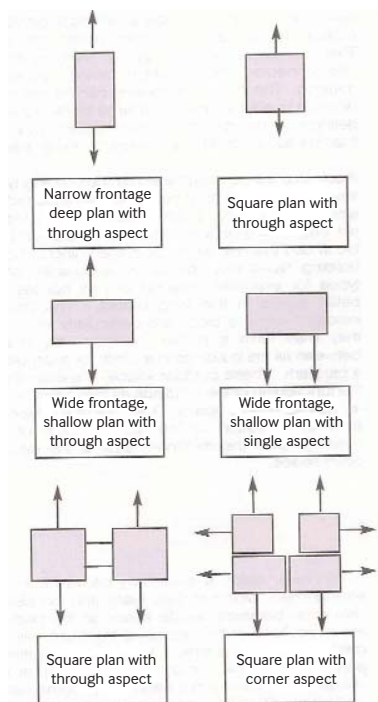 Narrow frontage
deep plan with
through aspect
Square plan with
through aspect
Wide frontage,
shallow plan with
through aspect
Wide frontage,
shallow plan with
single aspect
Square plan with
through aspect
Square plan with
corner aspect